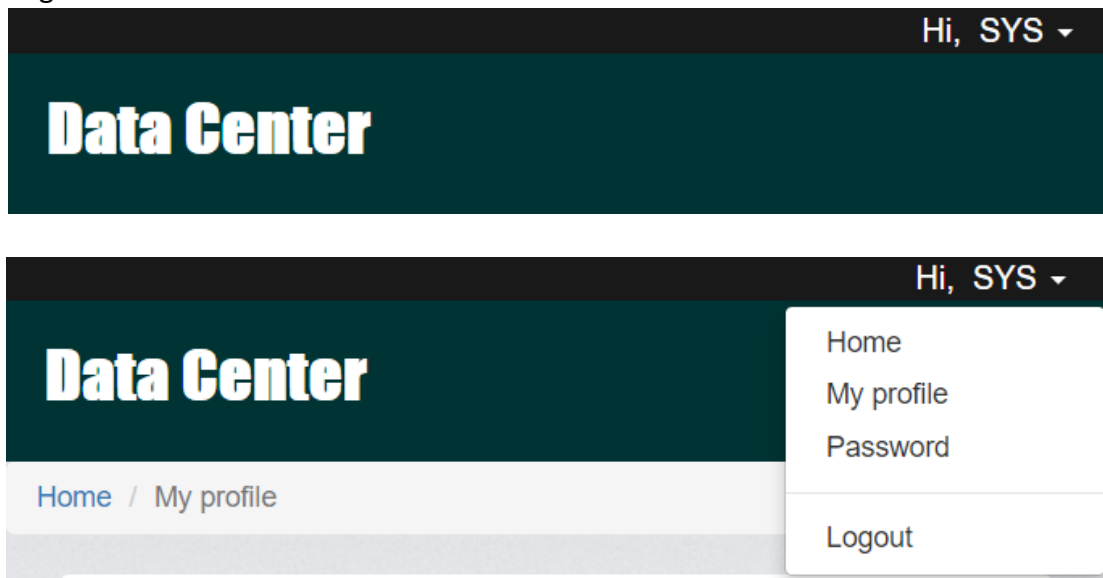 Hi, SYS
Data Center
Hi, SYS
Data Center
Home
My profile
Password
Home / My profile
Logout